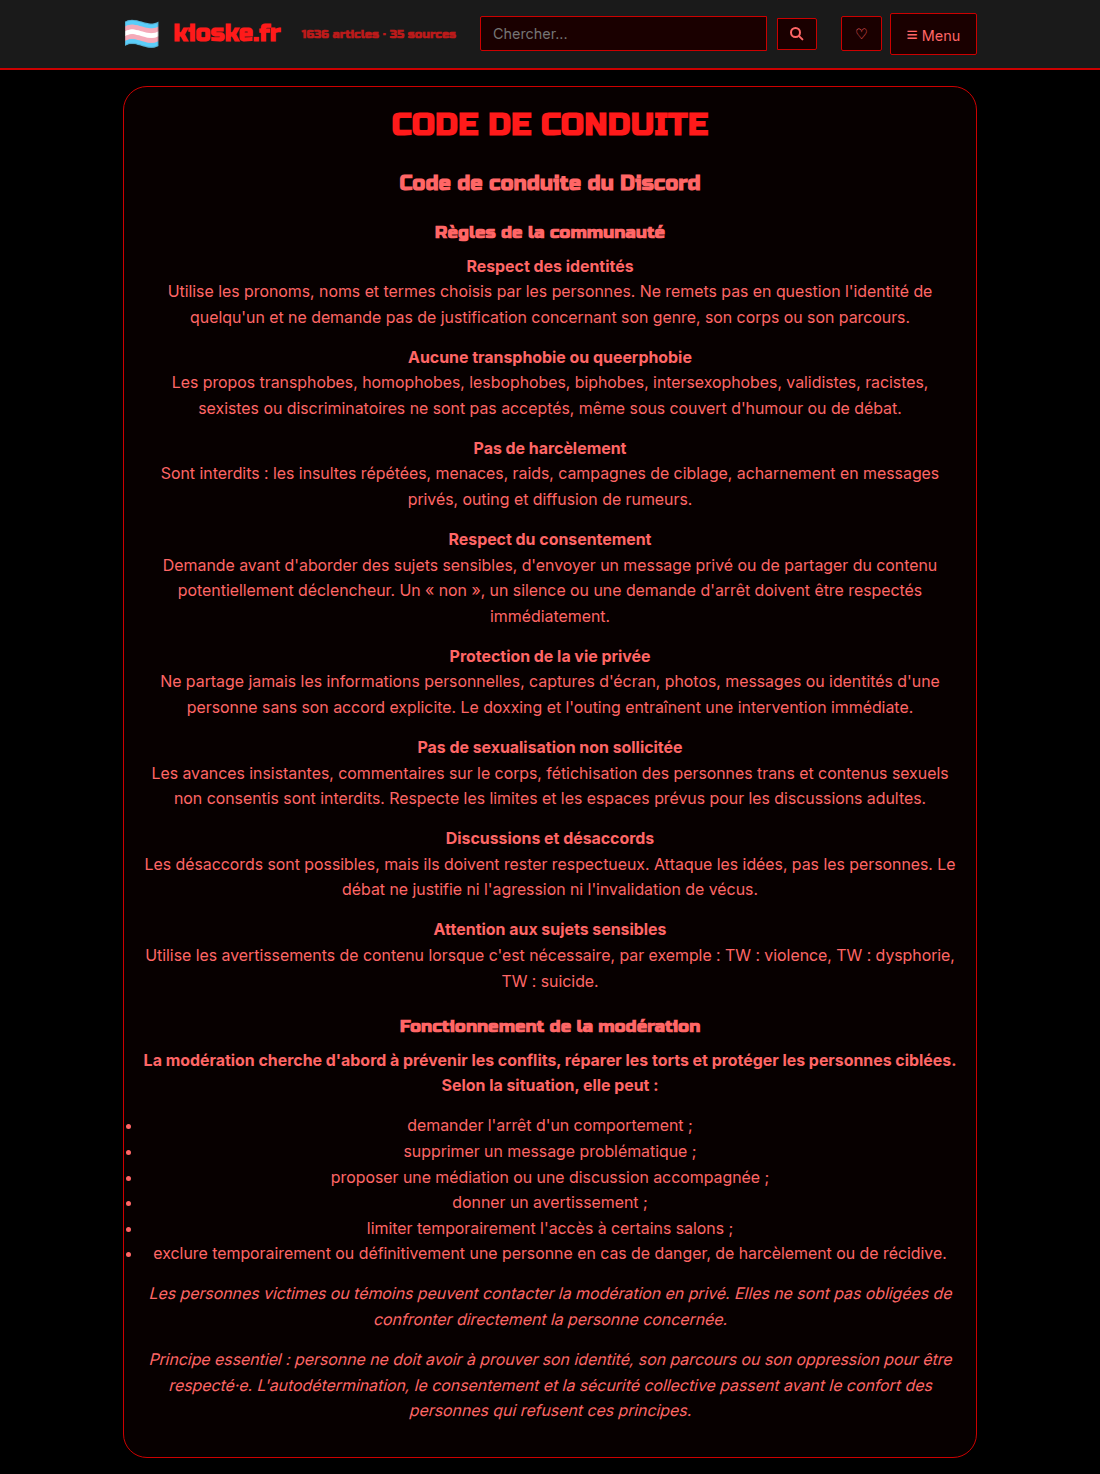 kioske.fr
1636 articles · 35 sources
Chercher...
♡
≡ Menu
CODE DE CONDUITE
Code de conduite du Discord
Règles de la communauté
Respect des identités
Utilise les pronoms, noms et termes choisis par les personnes. Ne remets pas en question l'identité de
quelqu'un et ne demande pas de justification concernant son genre, son corps ou son parcours.
Aucune transphobie ou queerphobie
Les propos transphobes, homophobes, lesbophobes, biphobes, intersexophobes, validistes, racistes,
sexistes ou discriminatoires ne sont pas acceptés, même sous couvert d'humour ou de débat.
Pas de harcèlement
Sont interdits : les insultes répétées, menaces, raids, campagnes de ciblage, acharnement en messages
privés, outing et diffusion de rumeurs.
Respect du consentement
Demande avant d'aborder des sujets sensibles, d'envoyer un message privé ou de partager du contenu
potentiellement déclencheur. Un « non », un silence ou une demande d'arrêt doivent être respectés
immédiatement.
Protection de la vie privée
Ne partage jamais les informations personnelles, captures d'écran, photos, messages ou identités d'une
personne sans son accord explicite. Le doxxing et l'outing entraînent une intervention immédiate.
Pas de sexualisation non sollicitée
Les avances insistantes, commentaires sur le corps, fétichisation des personnes trans et contenus sexuels
non consentis sont interdits. Respecte les limites et les espaces prévus pour les discussions adultes.
Discussions et désaccords
Les désaccords sont possibles, mais ils doivent rester respectueux. Attaque les idées, pas les personnes. Le
débat ne justifie ni l'agression ni l'invalidation de vécus.
Attention aux sujets sensibles
Utilise les avertissements de contenu lorsque c'est nécessaire, par exemple : TW : violence, TW : dysphorie,
TW : suicide.
Fonctionnement de la modération
La modération cherche d'abord à prévenir les conflits, réparer les torts et protéger les personnes ciblées.
Selon la situation, elle peut :
• demander l'arrêt d'un comportement ;
• supprimer un message problématique ;
• proposer une médiation ou une discussion accompagnée ;
• donner un avertissement ;
• limiter temporairement l'accès à certains salons ;
• exclure temporairement ou définitivement une personne en cas de danger, de harcèlement ou de récidive.
Les personnes victimes ou témoins peuvent contacter la modération en privé. Elles ne sont pas obligées de
confronter directement la personne concernée.
Principe essentiel : personne ne doit avoir à prouver son identité, son parcours ou son oppression pour être
respecté·e. L'autodétermination, le consentement et la sécurité collective passent avant le confort des
personnes qui refusent ces principes.